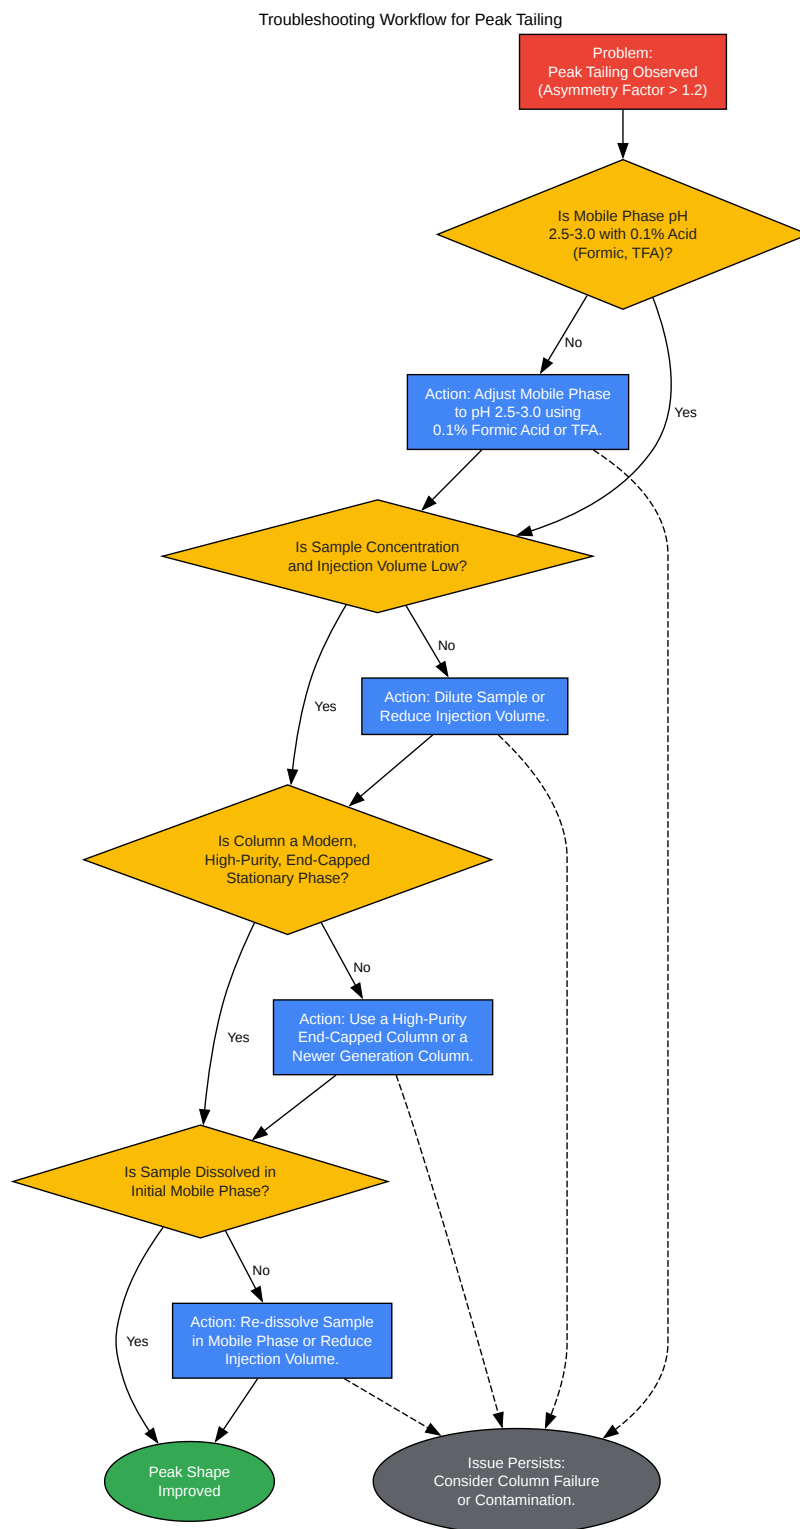 Troubleshooting Workflow for Peak Tailing
Problem:
Peak Tailing Observed
(Asymmetry Factor > 1.2)
Is Mobile Phase pH
2.5-3.0 with 0.1% Acid
(Formic, TFA)?
No
Yes
Action: Adjust Mobile Phase
to pH 2.5-3.0 using
0.1% Formic Acid or TFA.
Is Sample Concentration
and Injection Volume Low?
No
Yes
Action: Dilute Sample or
Reduce Injection Volume.
Is Column a Modern,
High-Purity, End-Capped
Stationary Phase?
No
Yes
Action: Use a High-Purity
End-Capped Column or a
Newer Generation Column.
Is Sample Dissolved in
Initial Mobile Phase?
No
Yes
Action: Re-dissolve Sample
in Mobile Phase or Reduce
Injection Volume.
Peak Shape
Improved
Issue Persists:
Consider Column Failure
or Contamination.